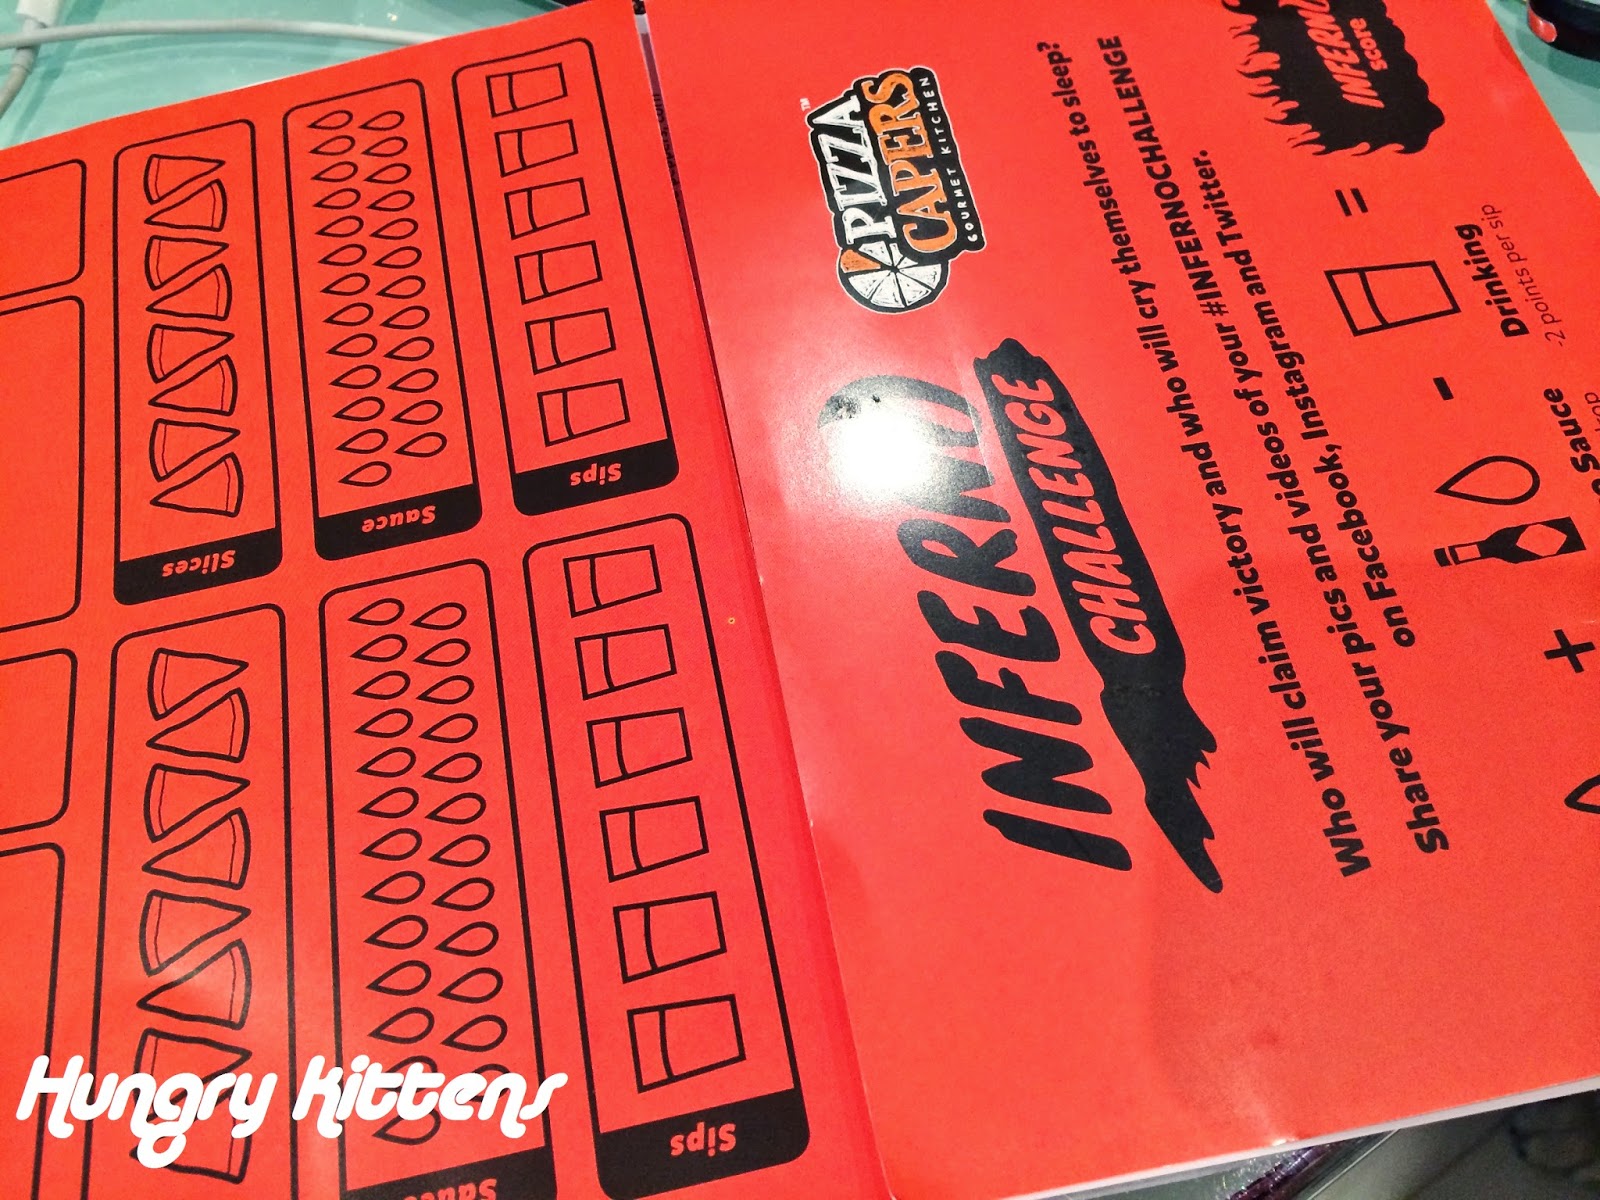 PIZZA
CAPERS™
GOURMET KITCHEN
INFERNO
CHALLENGE
Who will claim victory and who will cry themselves to sleep?
Share your pics and videos of your #INFERNOCHALLENGE
on Facebook, Instagram and Twitter.
Sauce
-
Drinking
-2 points per sip
+
=
INFERNO
score
Slices
Sauce
Sips
Sauce
Sips
Hungry Kittens